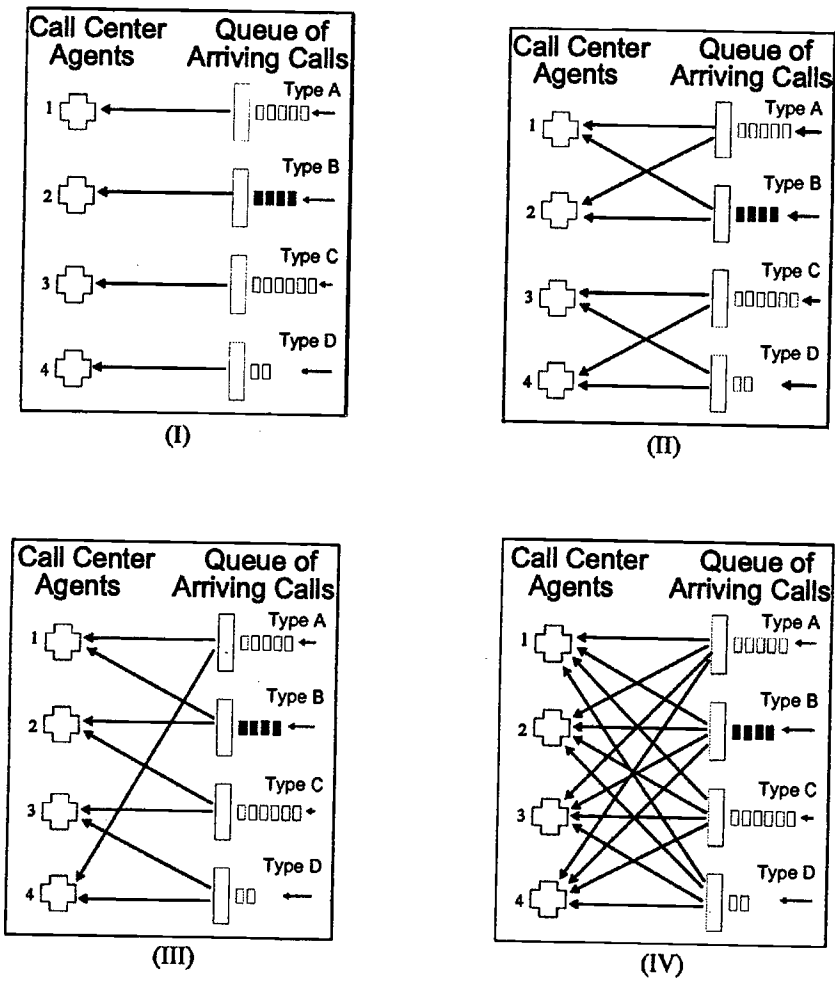 Call Center Queue of
Agents Arriving Calls
Type A
1
Type B
2
Type C
3
Type D
4
(I)
Call Center Queue of
Agents Arriving Calls
Type A
1
Type B
2
Type C
3
Type D
4
(II)
Call Center Queue of
Agents Arriving Calls
Type A
1
Type B
2
Type C
3
Type D
4
(III)
Call Center Queue of
Agents Arriving Calls
Type A
1
Type B
2
Type C
3
Type D
4
(IV)